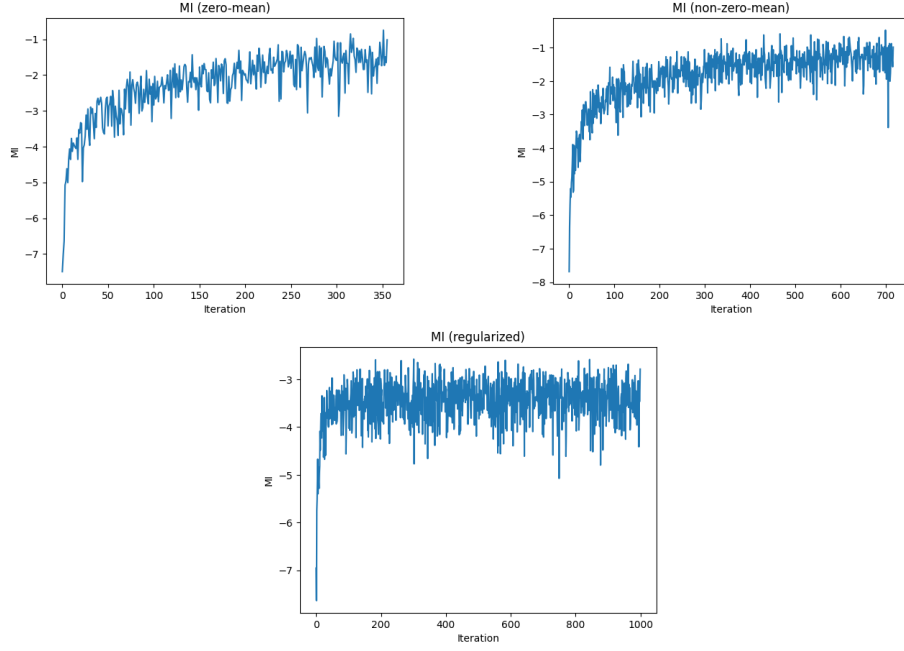 MI (zero-mean)
−1
−2
−3
−4
−5
−6
−7
MI
0 50 100 150 200 250 300 350
Iteration
MI (non-zero-mean)
−1
−2
−3
−4
−5
−6
−7
−8
MI
0 100 200 300 400 500 600 700
Iteration
MI (regularized)
−3
−4
−5
−6
−7
MI
0 200 400 600 800 1000
Iteration